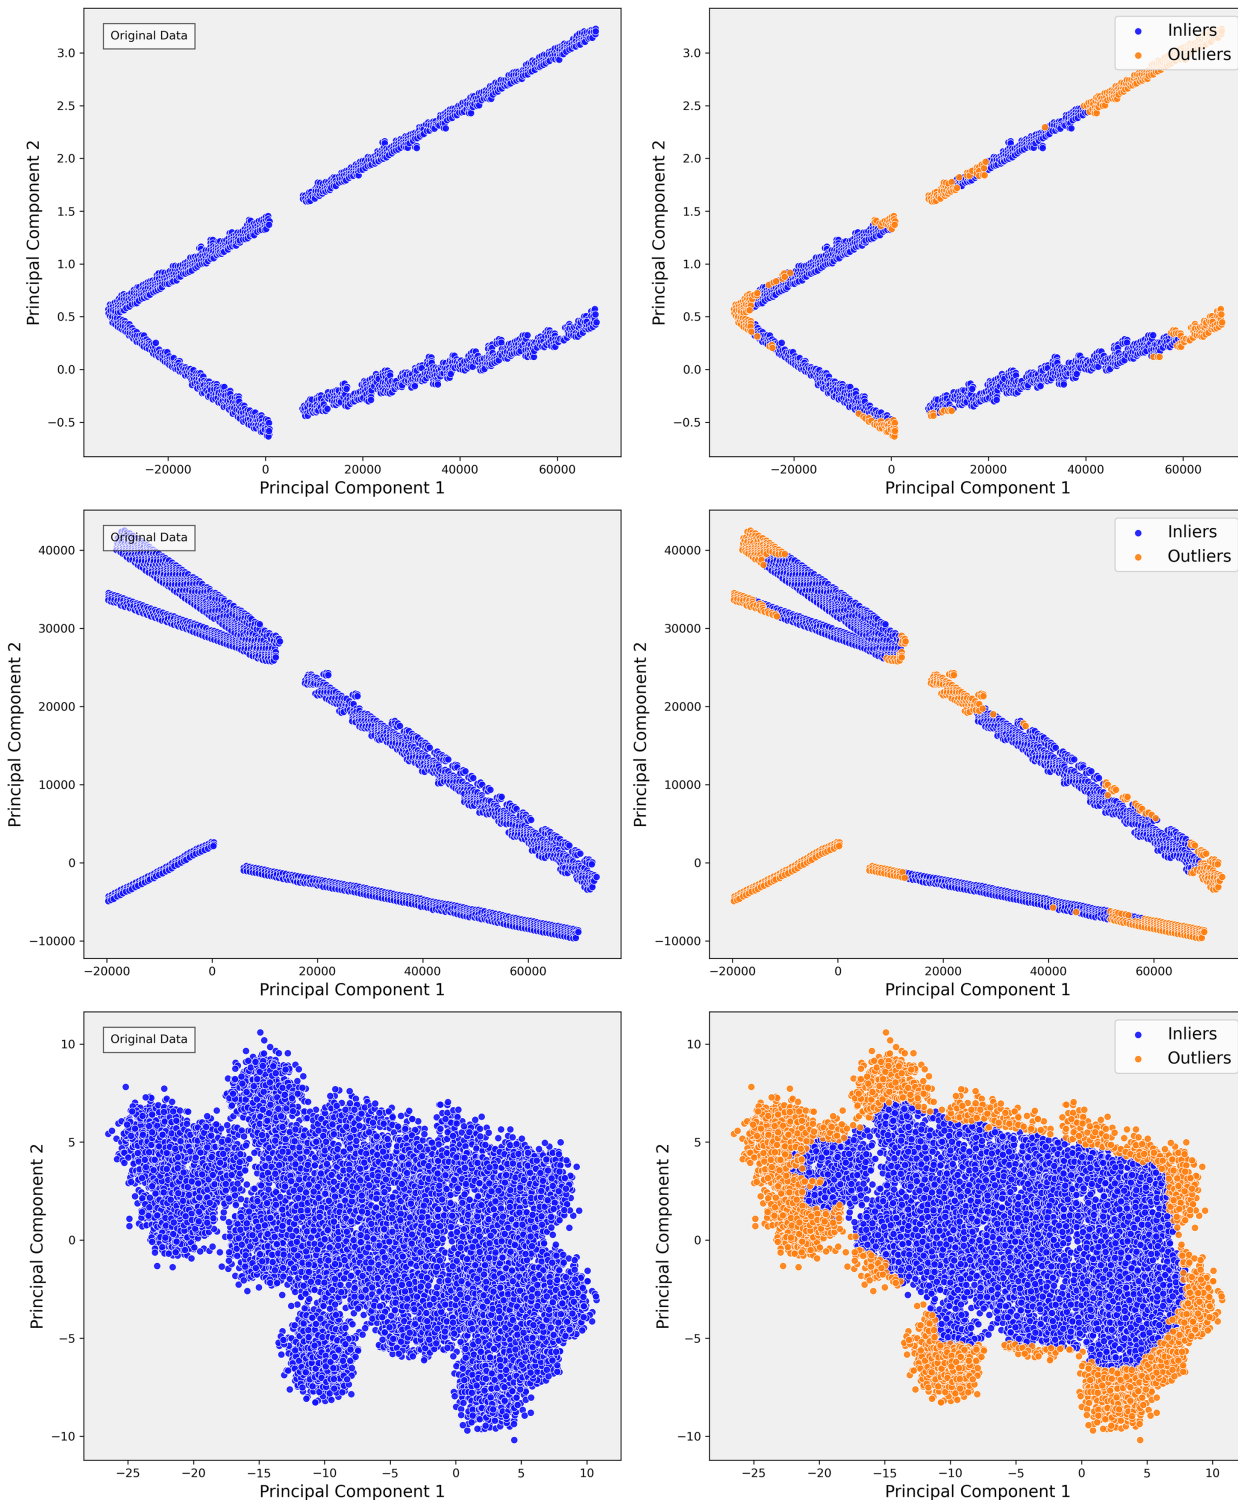 Original Data
3.0
2.5
2.0
1.5
1.0
0.5
0.0
−0.5
Principal Component 2
−20000 0 20000 40000 60000
Principal Component 1
Inliers
Outliers
3.0
2.5
2.0
1.5
1.0
0.5
0.0
−0.5
Principal Component 2
−20000 0 20000 40000 60000
Principal Component 1
Original Data
40000
30000
20000
10000
0
−10000
Principal Component 2
−20000 0 20000 40000 60000
Principal Component 1
Inliers
Outliers
40000
30000
20000
10000
0
−10000
Principal Component 2
−20000 0 20000 40000 60000
Principal Component 1
Original Data
10
5
0
−5
−10
Principal Component 2
−25 −20 −15 −10 −5 0 5 10
Principal Component 1
Inliers
Outliers
10
5
0
−5
−10
Principal Component 2
−25 −20 −15 −10 −5 0 5 10
Principal Component 1